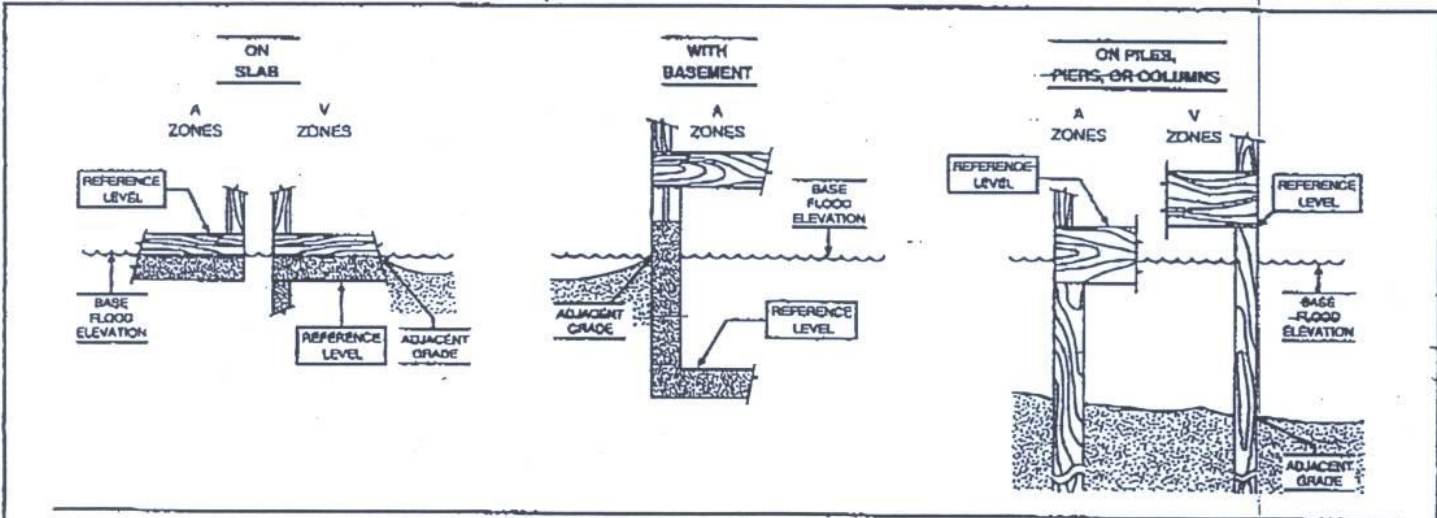 ON
SLAB
A
ZONES
V
ZONES
REFERENCE
LEVEL
BASE
FLOOD
ELEVATION
REFERENCE
LEVEL
ADJACENT
GRADE
WITH
BASEMENT
A
ZONES
BASE
FLOOD
ELEVATION
ADJACENT
GRADE
REFERENCE
LEVEL
ON PILES,
PIERS, OR COLUMNS
A
ZONES
V
ZONES
REFERENCE
LEVEL
REFERENCE
LEVEL
BASE
FLOOD
ELEVATION
ADJACENT
GRADE